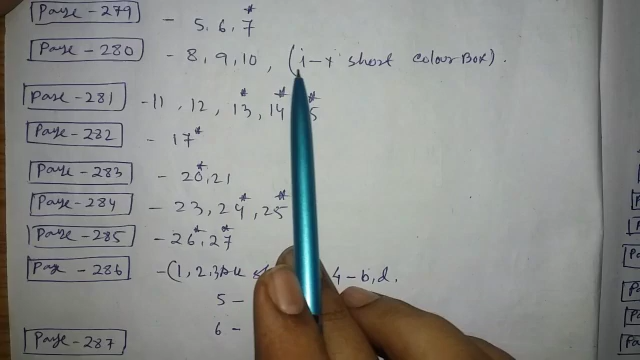 Page-279 - 5, 6, 7*
Page-280 - 8, 9, 10, (i-x short colour Box).
Page-281 - 11, 12, 13*, 14*, 5*
Page-282 - 17*
Page-283 - 20*, 21
Page-284 - 23, 24*, 25*
Page-285 - 26*, 27*
Page-286 - (1, 2, 3 4-b, d.
5 -
6 -
Page-287